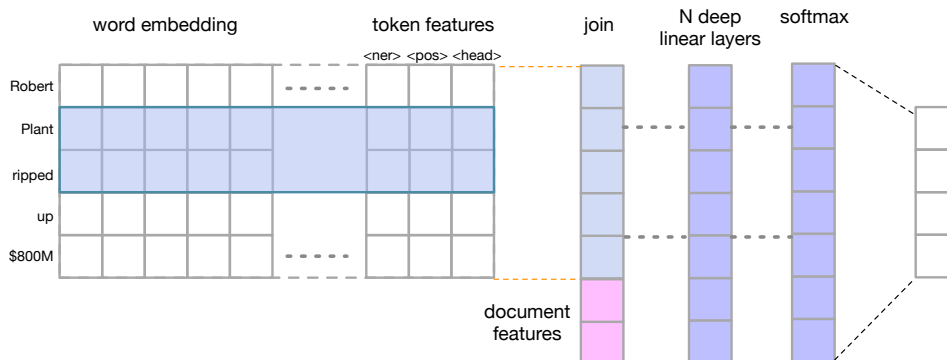 word embedding
token features
join
N deep
linear layers
softmax
<ner> <pos> <head>
Robert
Plant
ripped
up
$800M
document
features